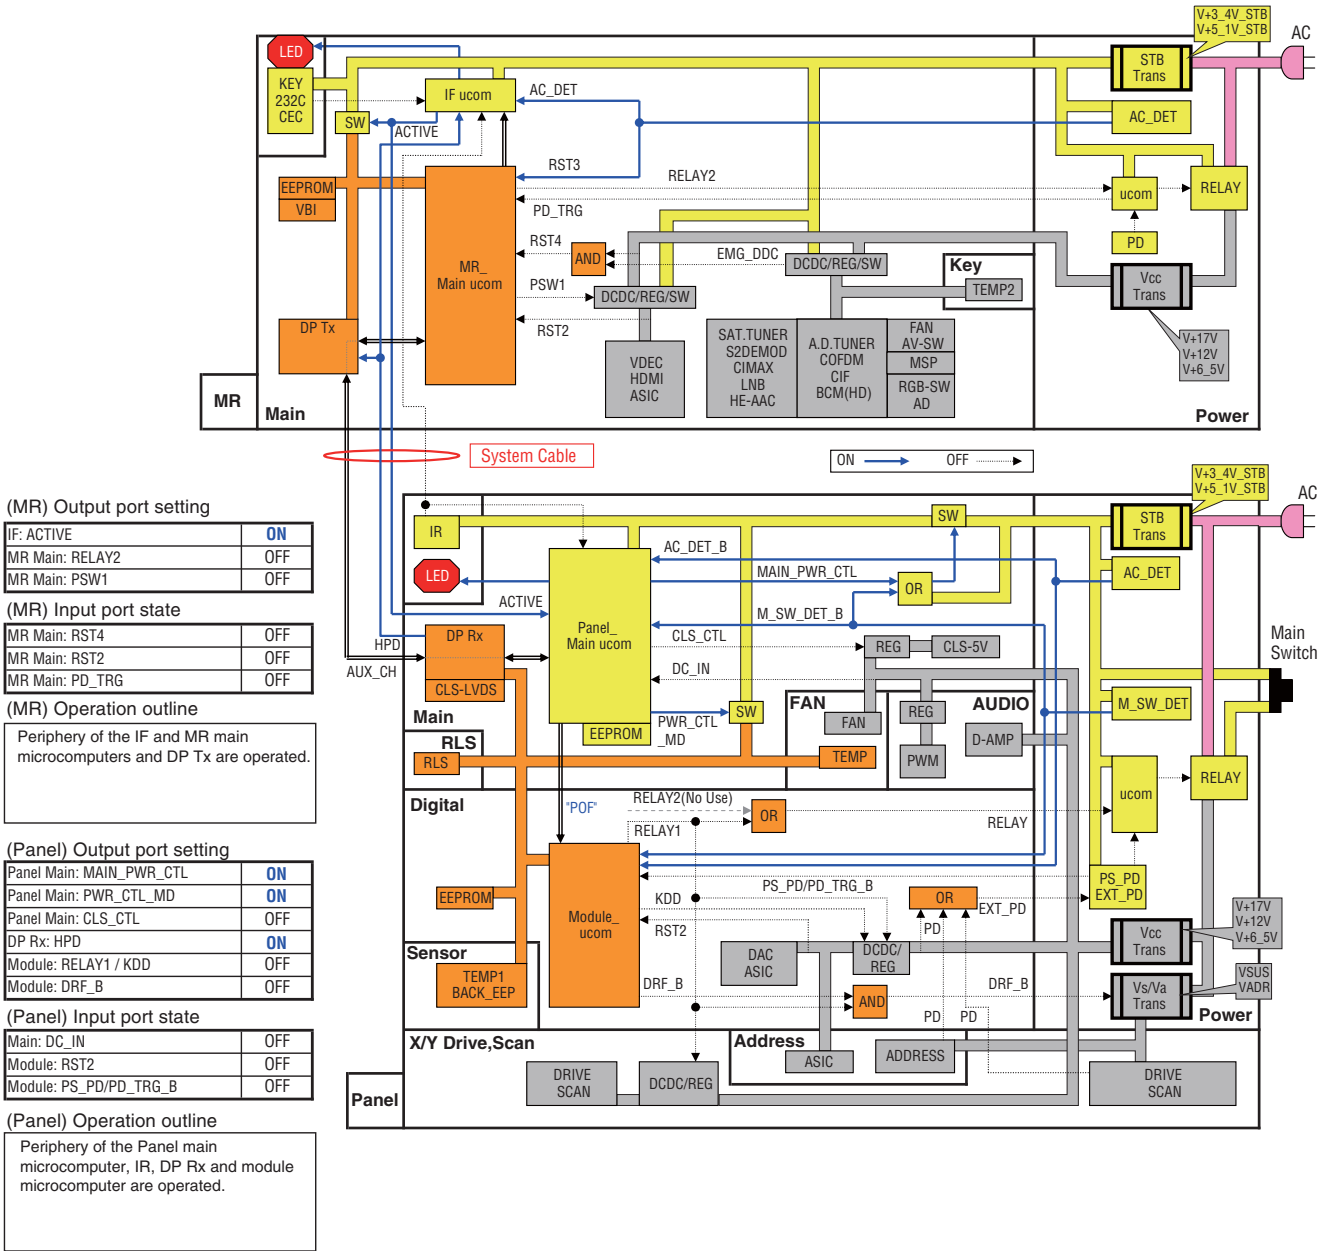 V+3_4V_STB
V+5_1V_STB
AC
LED
STB
Trans
KEY
232C
CEC
IF ucom
AC_DET
AC_DET
SW
ACTIVE
RST3
EEPROM
VBI
RELAY2
ucom
RELAY
PD_TRG
MR_
Main ucom
RST4
AND
EMG_DDC
DCDC/REG/SW
PD
Key
TEMP2
Vcc
Trans
PSW1
DCDC/REG/SW
RST2
DP Tx
VDEC
HDMI
ASIC
SAT.TUNER
S2DEMOD
CIMAX
LNB
HE-AAC
A.D.TUNER
COFDM
CIF
BCM(HD)
FAN
AV-SW
MSP
RGB-SW
AD
V+17V
V+12V
V+6_5V
MR
Main
Power
System Cable
ON
OFF
(MR) Output port setting
IF: ACTIVE ON
MR Main: RELAY2 OFF
MR Main: PSW1 OFF
(MR) Input port state
MR Main: RST4 OFF
MR Main: RST2 OFF
MR Main: PD_TRG OFF
(MR) Operation outline
Periphery of the IF and MR main
microcomputers and DP Tx are operated.
(Panel) Output port setting
Panel Main: MAIN_PWR_CTL ON
Panel Main: PWR_CTL_MD ON
Panel Main: CLS_CTL OFF
DP Rx: HPD ON
Module: RELAY1 / KDD OFF
Module: DRF_B OFF
(Panel) Input port state
Main: DC_IN OFF
Module: RST2 OFF
Module: PS_PD/PD_TRG_B OFF
(Panel) Operation outline
Periphery of the Panel main
microcomputer, IR, DP Rx and module
microcomputer are operated.
V+3_4V_STB
V+5_1V_STB
AC
IR
SW
STB
Trans
LED
AC_DET_B
MAIN_PWR_CTL
OR
AC_DET
ACTIVE
M_SW_DET_B
Panel_
Main ucom
HPD
DP Rx
AUX_CH
CLS-LVDS
CLS_CTL
REG
CLS-5V
DC_IN
Main
Switch
M_SW_DET
Main
EEPROM
PWR_CTL
_MD
SW
FAN
FAN
REG
AUDIO
D-AMP
PWM
RLS
RLS
TEMP
Digital
"POF"
RELAY2(No Use)
OR
RELAY1
RELAY
ucom
RELAY
EEPROM
Module_
ucom
KDD
PS_PD/PD_TRG_B
RST2
OR
EXT_PD
PD
PS_PD
EXT_PD
V+17V
V+12V
V+6_5V
Sensor
TEMP1
BACK_EEP
DAC
ASIC
DCDC/
REG
Vcc
Trans
DRF_B
AND
DRF_B
Vs/Va
Trans
VSUS
VADR
PD
PD
Power
X/Y Drive,Scan
Address
ASIC
ADDRESS
DRIVE
SCAN
DCDC/REG
DRIVE
SCAN
Panel